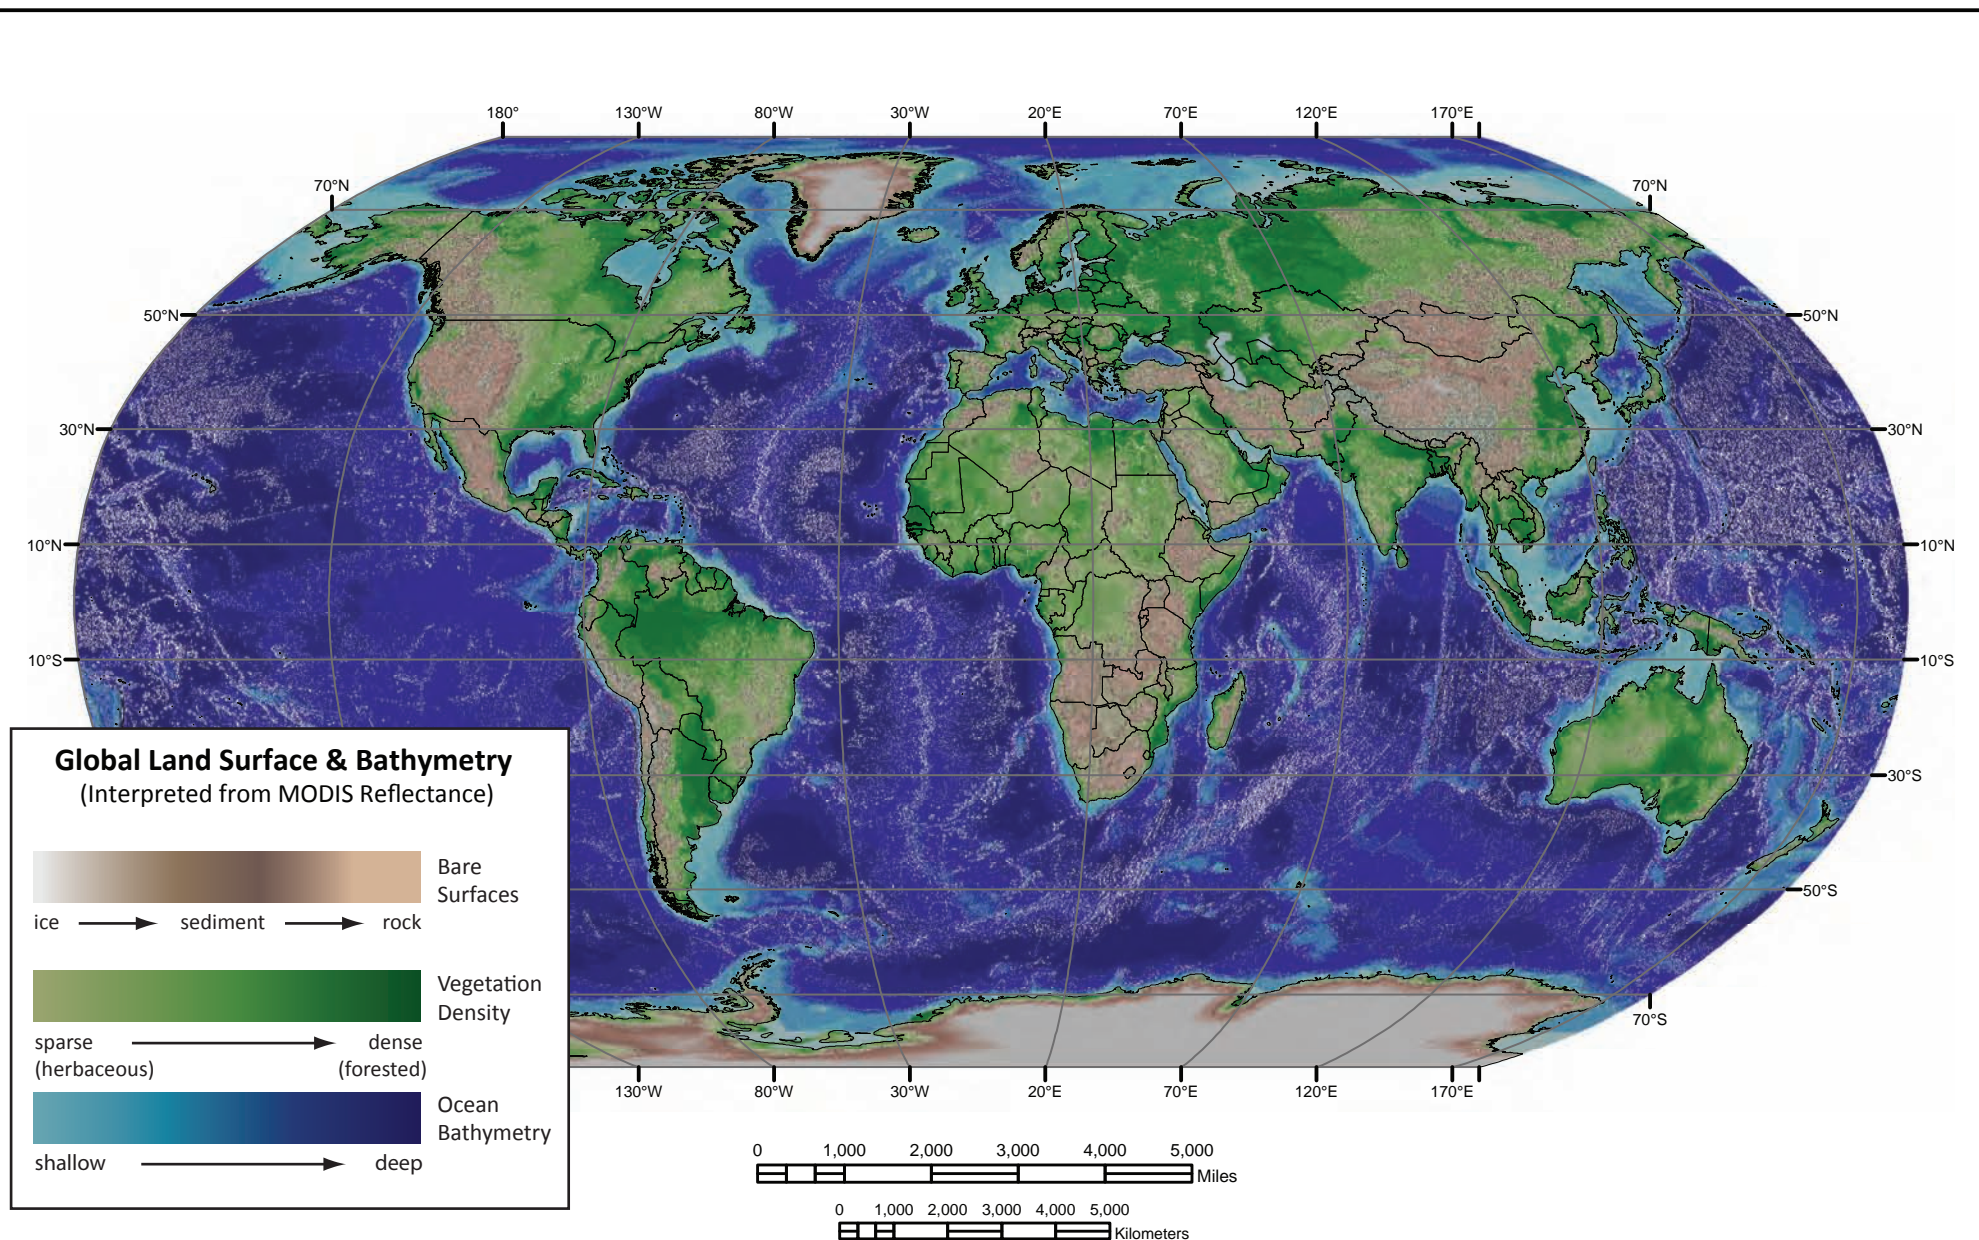 180° 130°W 80°W 30°W 20°E 70°E 120°E 170°E
70°N 70°N
50°N 50°N
30°N 30°N
10°N 10°N
10°S 10°S
30°S
50°S
70°S
Global Land Surface & Bathymetry
(Interpreted from MODIS Reflectance)
Bare
Surfaces
ice sediment rock
Vegetation
Density
sparse dense
(herbaceous) (forested)
Ocean
Bathymetry
shallow deep
130°W 80°W 30°W 20°E 70°E 120°E 170°E
0 1,000 2,000 3,000 4,000 5,000
Miles
0 1,000 2,000 3,000 4,000 5,000
Kilometers